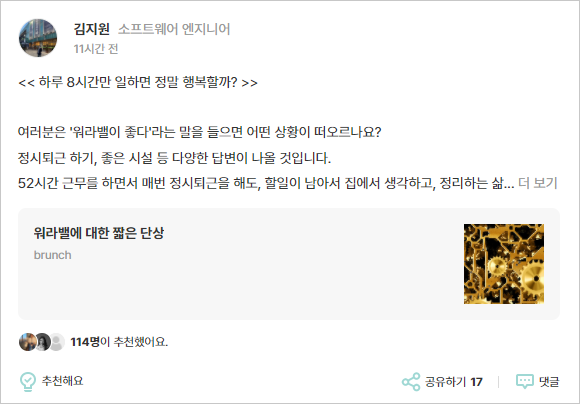 김지원 소프트웨어 엔지니어
11시간 전
<< 하루 8시간만 일하면 정말 행복할까? >>
여러분은 '워라밸이 좋다'라는 말을 들으면 어떤 상황이 떠오르나요?
정시퇴근 하기, 좋은 시설 등 다양한 답변이 나올 것입니다.
52시간 근무를 하면서 매번 정시퇴근을 해도, 할일이 남아서 집에서 생각하고, 정리하는 삶... 더 보기
워라밸에 대한 짧은 단상
brunch
114명이 추천했어요.
추천해요 공유하기 17 댓글